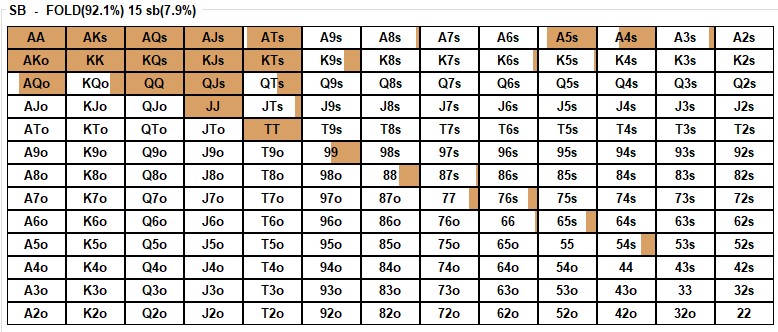 SB - FOLD(92.1%) 15 sb(7.9%)
AA AKs AQs AJs ATs A9s A8s A7s A6s A5s A4s A3s A2s
AKo KK KQs KJs KTs K9s K8s K7s K6s K5s K4s K3s K2s
AQo KQo QQ QJs QTs Q9s Q8s Q7s Q6s Q5s Q4s Q3s Q2s
AJo KJo QJo JJ JTs J9s J8s J7s J6s J5s J4s J3s J2s
ATo KTo QTo JTo TT T9s T8s T7s T6s T5s T4s T3s T2s
A9o K9o Q9o J9o T9o 99 98s 97s 96s 95s 94s 93s 92s
A8o K8o Q8o J8o T8o 98o 88 87s 86s 85s 84s 83s 82s
A7o K7o Q7o J7o T7o 97o 87o 77 76s 75s 74s 73s 72s
A6o K6o Q6o J6o T6o 96o 86o 76o 66 65s 64s 63s 62s
A5o K5o Q5o J5o T5o 95o 85o 75o 65o 55 54s 53s 52s
A4o K4o Q4o J4o T4o 94o 84o 74o 64o 54o 44 43s 42s
A3o K3o Q3o J3o T3o 93o 83o 73o 63o 53o 43o 33 32s
A2o K2o Q2o J2o T2o 92o 82o 72o 62o 52o 42o 32o 22